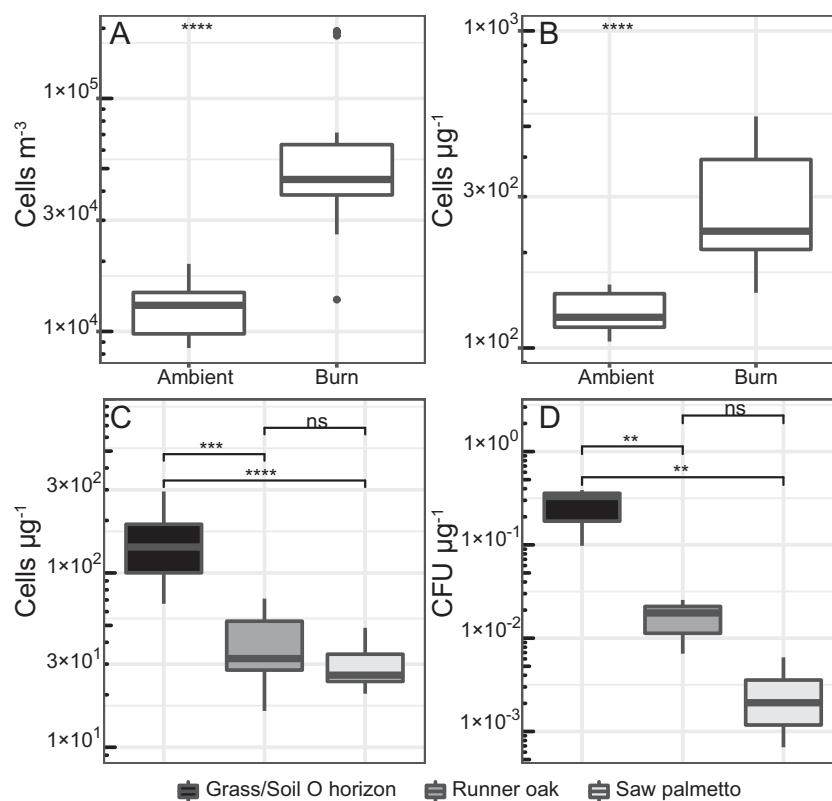 A
****
1×10⁵
3×10⁴
1×10⁴
Cells m⁻³
Ambient
Burn
B
****
1×10³
3×10²
1×10²
Cells µg⁻¹
Ambient
Burn
C
ns
***
****
3×10²
1×10²
3×10¹
1×10¹
Cells µg⁻¹
D
ns
**
**
1×10⁰
1×10⁻¹
1×10⁻²
1×10⁻³
CFU µg⁻¹
Grass/Soil O horizon Runner oak Saw palmetto